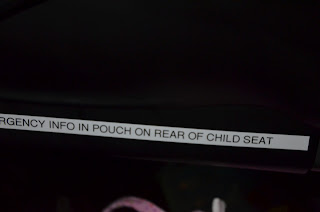 RGENCY INFO IN POUCH ON REAR OF CHILD SEAT